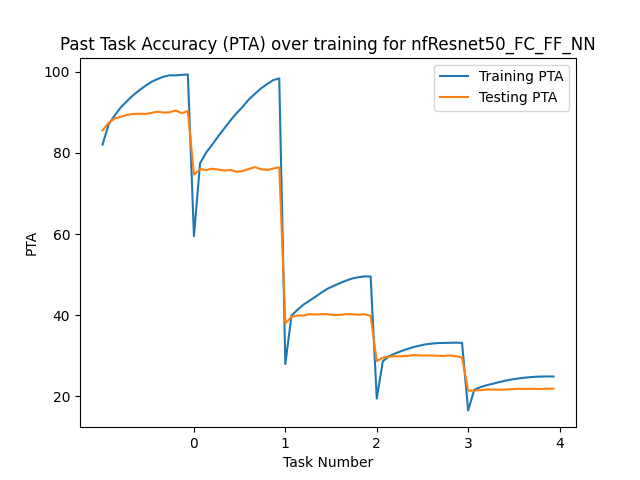 Past Task Accuracy (PTA) over training for nfResnet50_FC_FF_NN
Training PTA
Testing PTA
100
80
60
40
20
PTA
0 1 2 3 4
Task Number